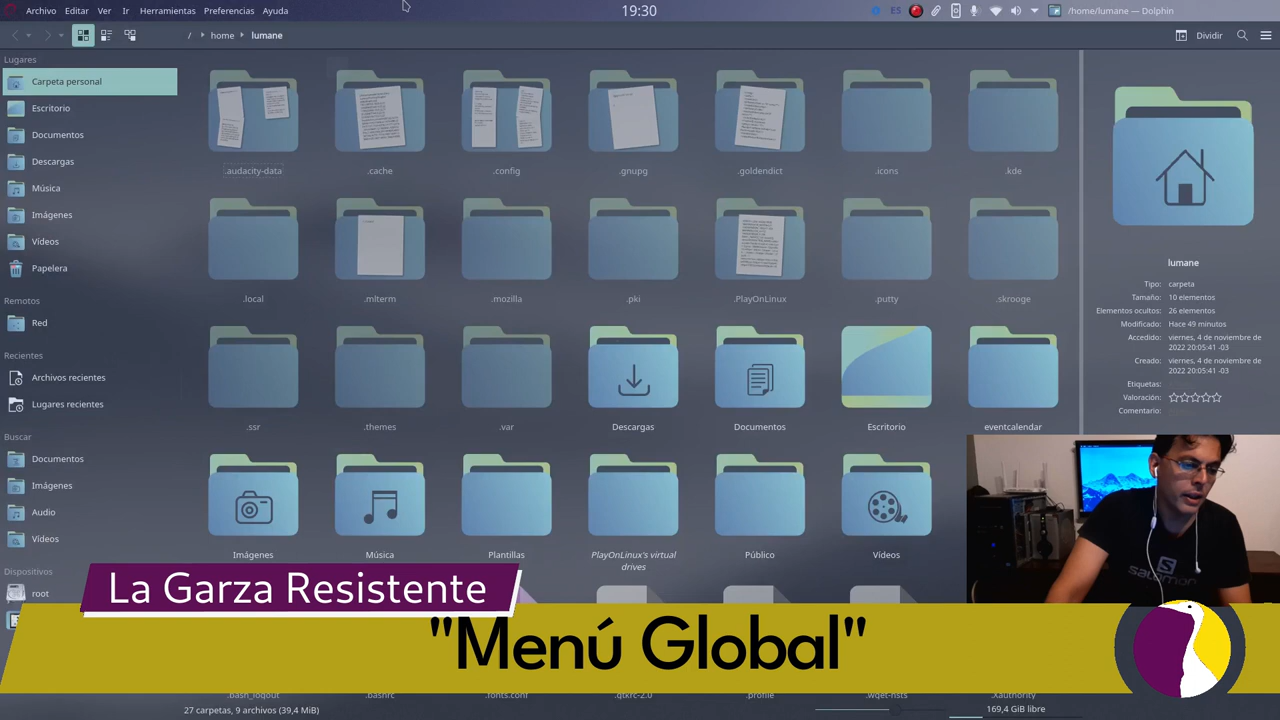 Archivo Editar Ver Ir Herramientas Preferencias Ayuda 19:30 ES /home/lumane — Dolphin
/ home lumane Dividir
Lugares
Carpeta personal
Escritorio
Documentos
Descargas
Música
Imágenes
Vídeos
Papelera
Remotos
Red
Recientes
Archivos recientes
Lugares recientes
Buscar
Documentos
Imágenes
Audio
Vídeos
Dispositivos
root
.audacity-data .cache .config .gnupg .goldendict .icons .kde
.local .mlterm .mozilla .pki .PlayOnLinux .putty .skrooge
.ssr .themes .var Descargas Documentos Escritorio eventcalendar
Imágenes Música Plantillas PlayOnLinux's virtual drives Público Vídeos
.bash_logout .bashrc .fonts.conf .gtkrc-2.0 .profile .wget-hsts .Xauthority
27 carpetas, 9 archivos (39,4 MiB) 169,4 GiB libre
lumane
Tipo: carpeta
Tamaño: 10 elementos
Elementos ocultos: 26 elementos
Modificado: Hace 49 minutos
Accedido: viernes, 4 de noviembre de
2022 20:05:41 -03
Creado: viernes, 4 de noviembre de
2022 20:05:41 -03
Etiquetas:
Valoración:
Comentario:
salomon
La Garza Resistente
"Menú Global"